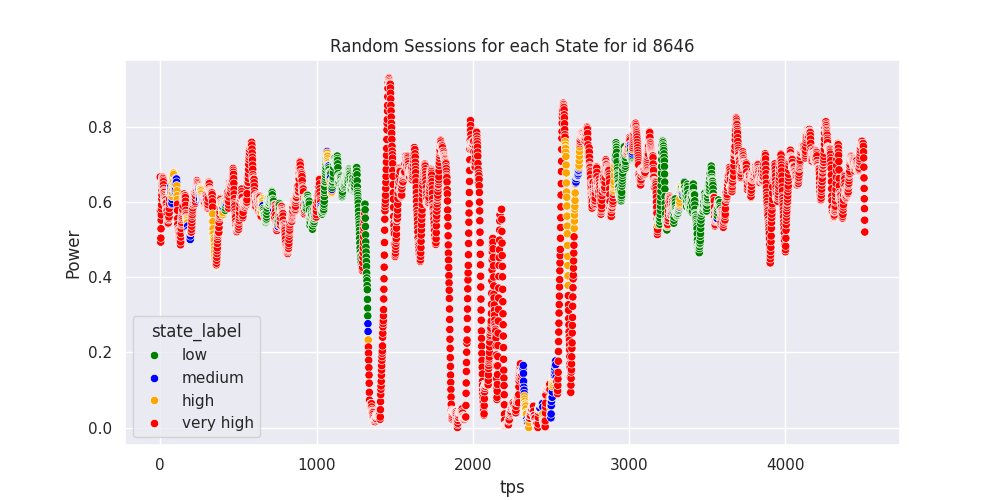 Random Sessions for each State for id 8646
Power
0.8
0.6
0.4
0.2
0.0
state_label
low
medium
high
very high
0 1000 2000 3000 4000
tps